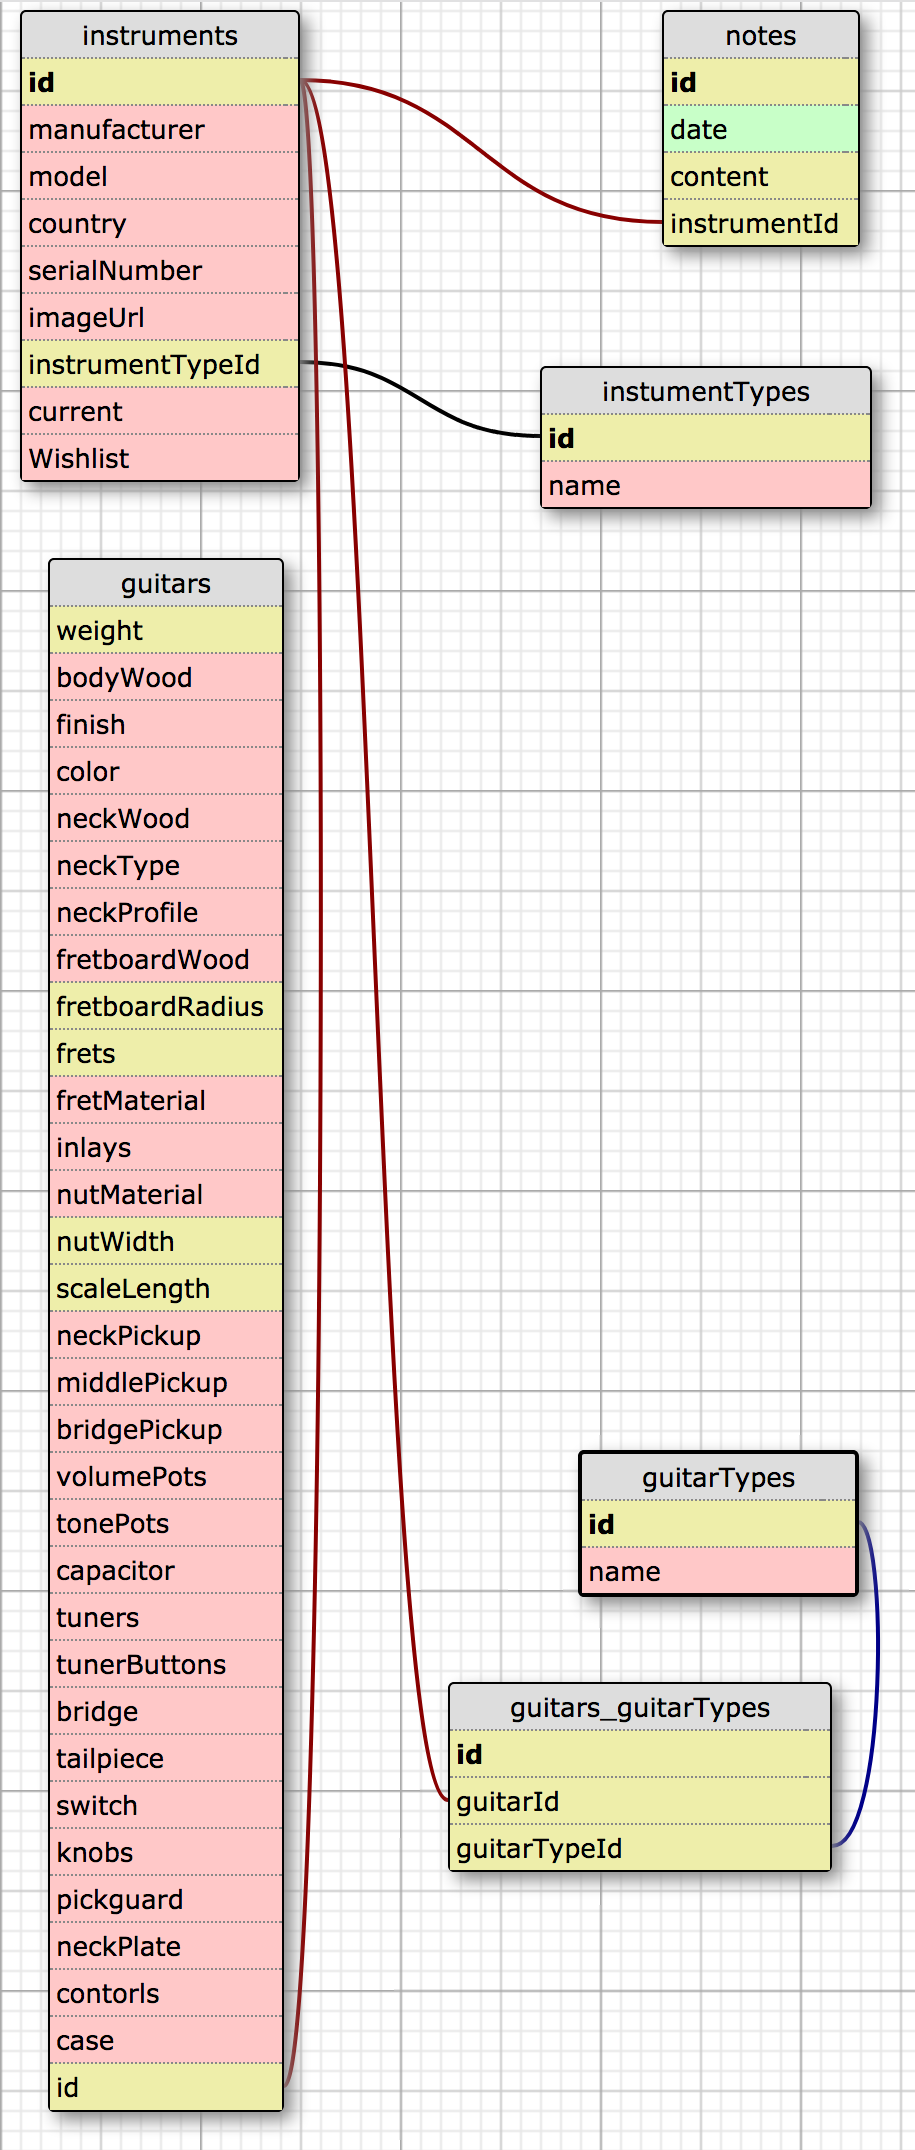 instruments
id
manufacturer
model
country
serialNumber
imageUrl
instrumentTypeId
current
Wishlist
notes
id
date
content
instrumentId
instumentTypes
id
name
guitars
weight
bodyWood
finish
color
neckWood
neckType
neckProfile
fretboardWood
fretboardRadius
frets
fretMaterial
inlays
nutMaterial
nutWidth
scaleLength
neckPickup
middlePickup
bridgePickup
volumePots
tonePots
capacitor
tuners
tunerButtons
bridge
tailpiece
switch
knobs
pickguard
neckPlate
contorls
case
id
guitarTypes
id
name
guitars_guitarTypes
id
guitarId
guitarTypeId